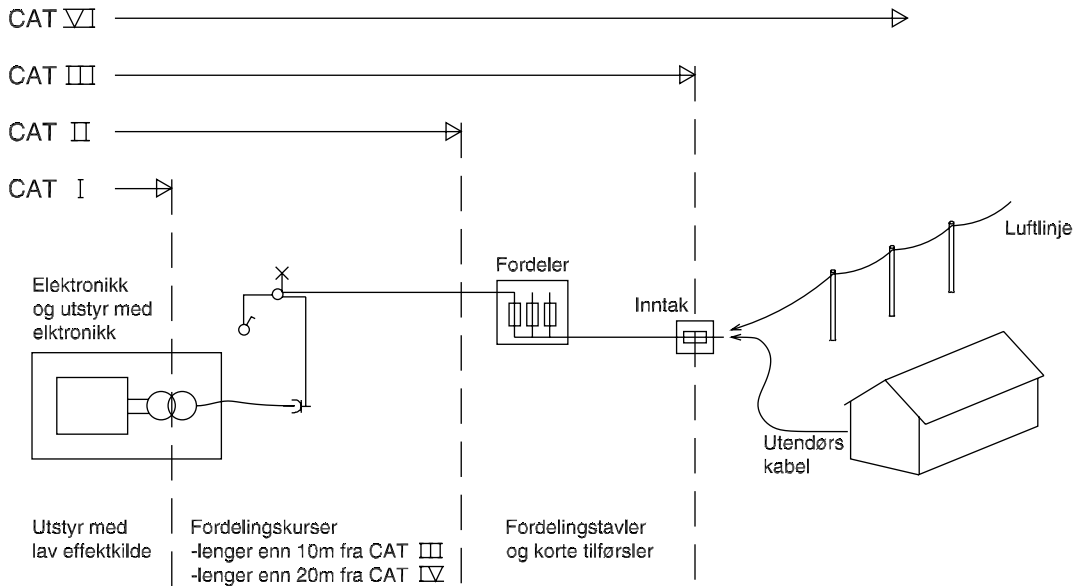 CAT VI
CAT III
CAT II
CAT I
Luftlinje
Fordeler
Elektronikk
og utstyr med
elktronikk
Inntak
Utendørs
kabel
Utstyr med
lav effektkilde
Fordelingskurser
-lenger enn 10m fra CAT III
-lenger enn 20m fra CAT IV
Fordelingstavler
og korte tilførsler